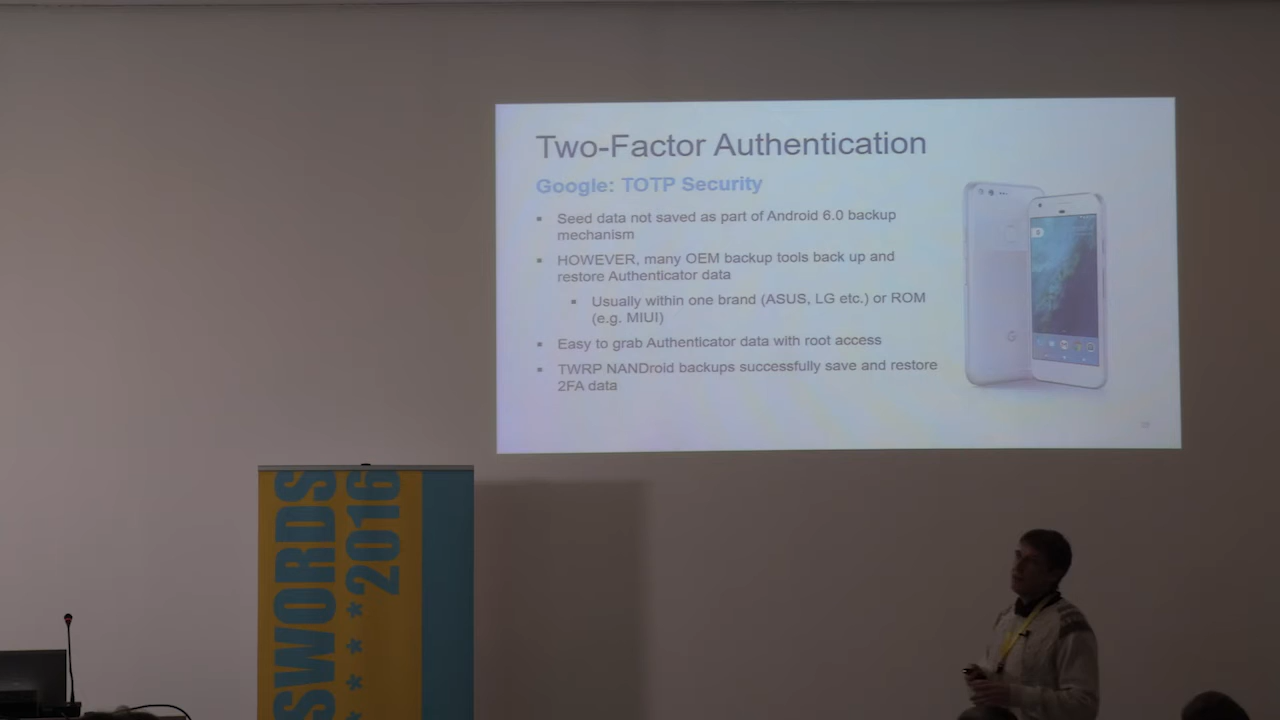 Two-Factor Authentication
Google: TOTP Security
▪ Seed data not saved as part of Android 6.0 backup
mechanism
▪ HOWEVER, many OEM backup tools back up and
restore Authenticator data
▪ Usually within one brand (ASUS, LG etc.) or ROM
(e.g. MIUI)
▪ Easy to grab Authenticator data with root access
▪ TWRP NANDroid backups successfully save and restore
2FA data
SWORDS
*****2016